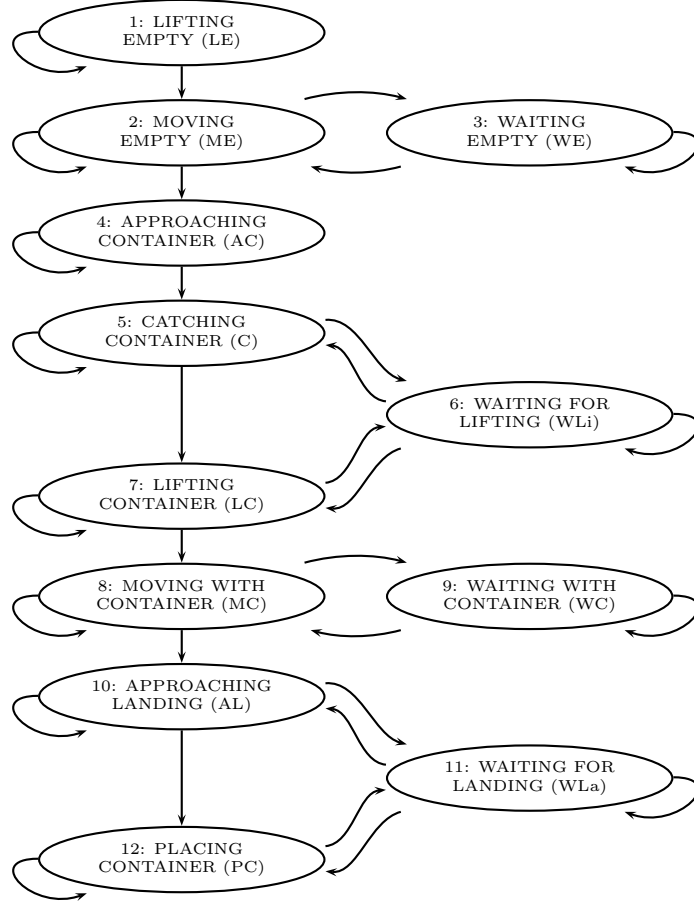 1: LIFTING
EMPTY (LE)
2: MOVING
EMPTY (ME)
3: WAITING
EMPTY (WE)
4: APPROACHING
CONTAINER (AC)
5: CATCHING
CONTAINER (C)
6: WAITING FOR
LIFTING (WLi)
7: LIFTING
CONTAINER (LC)
8: MOVING WITH
CONTAINER (MC)
9: WAITING WITH
CONTAINER (WC)
10: APPROACHING
LANDING (AL)
11: WAITING FOR
LANDING (WLa)
12: PLACING
CONTAINER (PC)